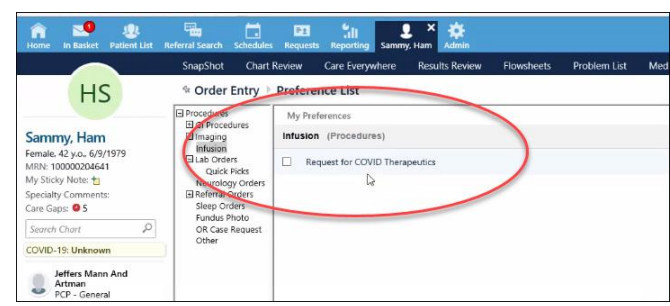 Home In Basket Patient List Referral Search Schedules Requests Reporting Sammy, Ham Admin
SnapShot Chart Review Care Everywhere Results Review Flowsheets Problem List Med
HS
Order Entry Preference List
Sammy, Ham
Female, 42 y.o., 6/9/1979
MRN: 100000204641
My Sticky Note:
Specialty Comments:
Care Gaps: 5
Search Chart
COVID-19: Unknown
Jeffers Mann And
Artman
PCP - General
Procedures
GI Procedures
Imaging
Infusion
Lab Orders
Quick Picks
Neurology Orders
Referral Orders
Sleep Orders
Fundus Photo
OR Case Request
Other
My Preferences
Infusion (Procedures)
Request for COVID Therapeutics